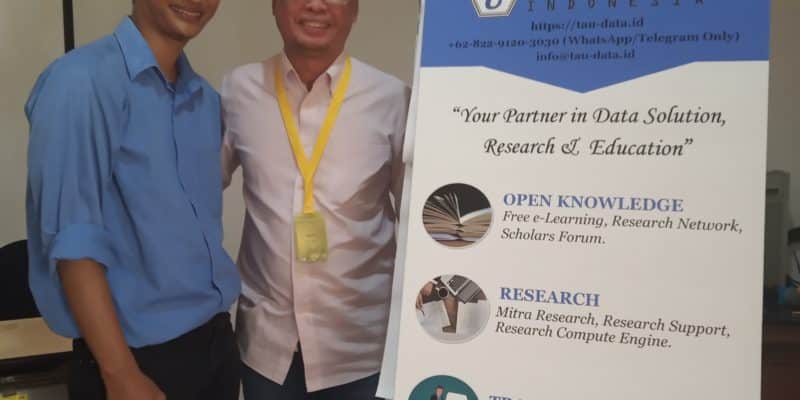 INDONESIA
https://tau-data.id
+62-822-9120-3030 (WhatsApp/Telegram Only)
info@tau-data.id
“Your Partner in Data Solution,
Research & Education”
OPEN KNOWLEDGE
Free e-Learning, Research Network,
Scholars Forum.
RESEARCH
Mitra Research, Research Support,
Research Compute Engine.